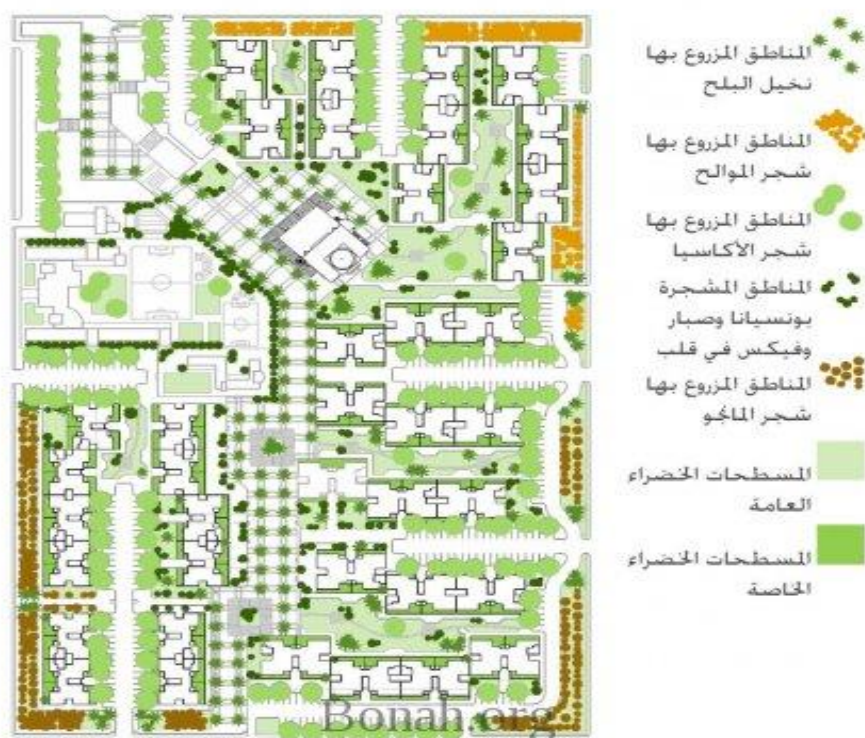 المناطق المزروع بها
نخيل البلح
المناطق المزروع بها
شجر الموالح
المناطق المزروع بها
شجر الأكاسيا
المناطق المشجرة
بونسيانا وصبار
وفيكس في قلب
المناطق المزروع بها
شجر المانجو
المسطحات الخضراء
العامة
المسطحات الخضراء
الخاصة
Bonah.org